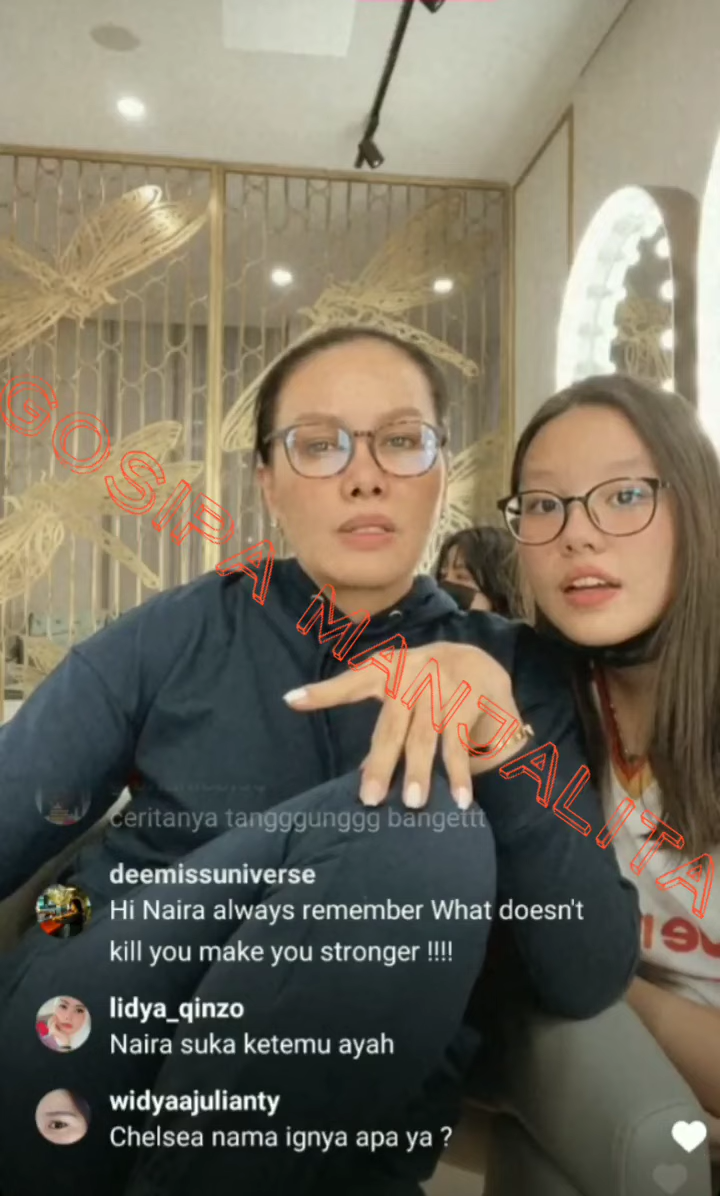 GOSIPA MANJALITA
ceritanya tangggunggg bangettt
deemissuniverse
Hi Naira always remember What doesn't
kill you make you stronger !!!!
lidya_qinzo
Naira suka ketemu ayah
widyaajulianty
Chelsea nama ignya apa ya ?